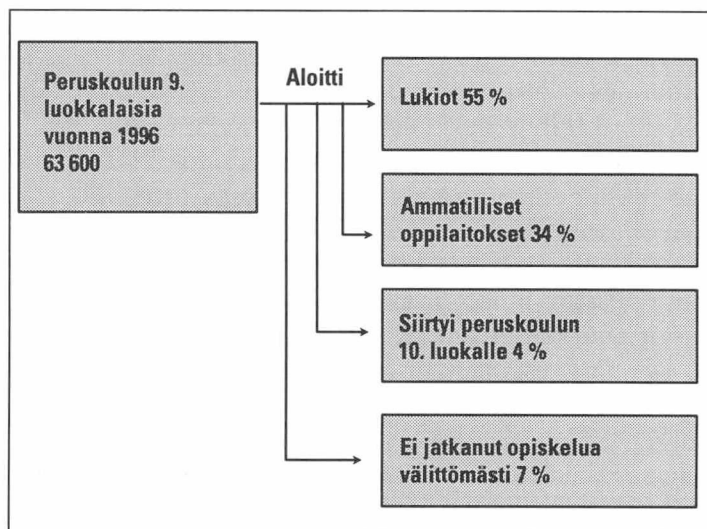 Peruskoulun 9.
luokkalaisia
vuonna 1996
63 600
Aloitti
Lukiot 55 %
Ammatilliset
oppilaitokset 34 %
Siirtyi peruskoulun
10. luokalle 4 %
Ei jatkanut opiskelua
välittömästi 7 %